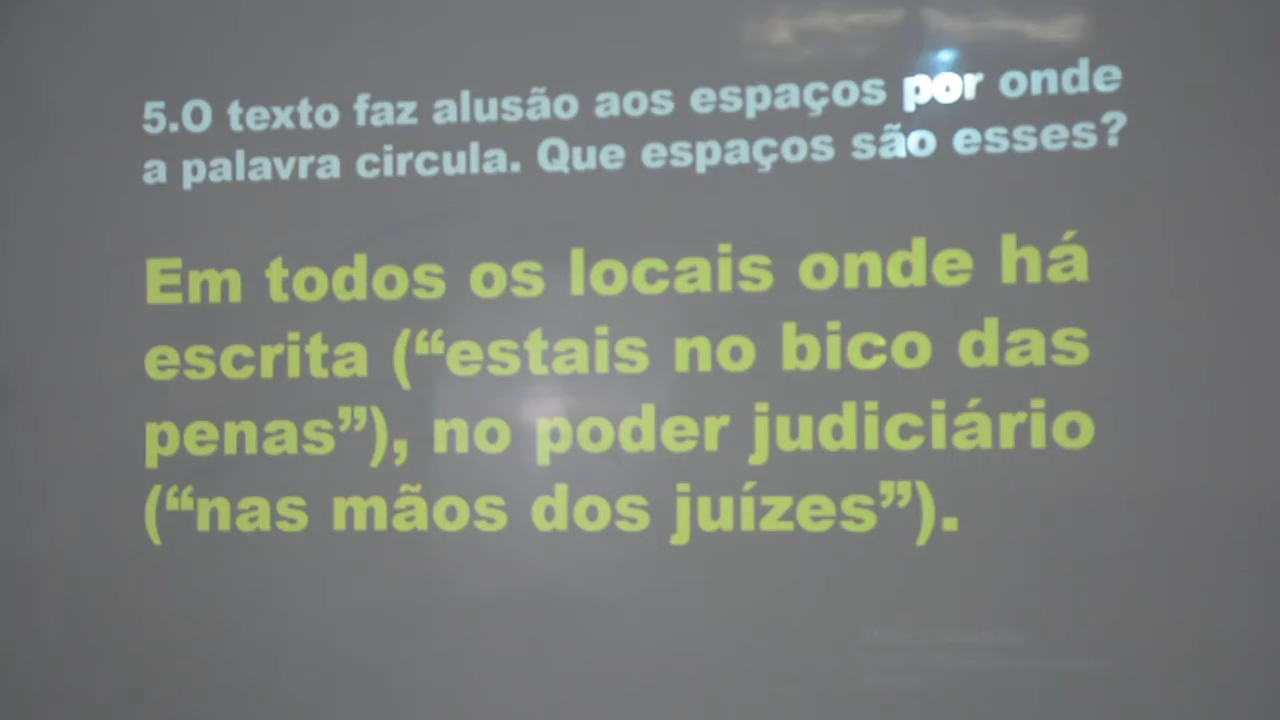 5.O texto faz alusão aos espaços por onde
a palavra circula. Que espaços são esses?
Em todos os locais onde há
escrita (“estais no bico das
penas”), no poder judiciário
(“nas mãos dos juízes”).